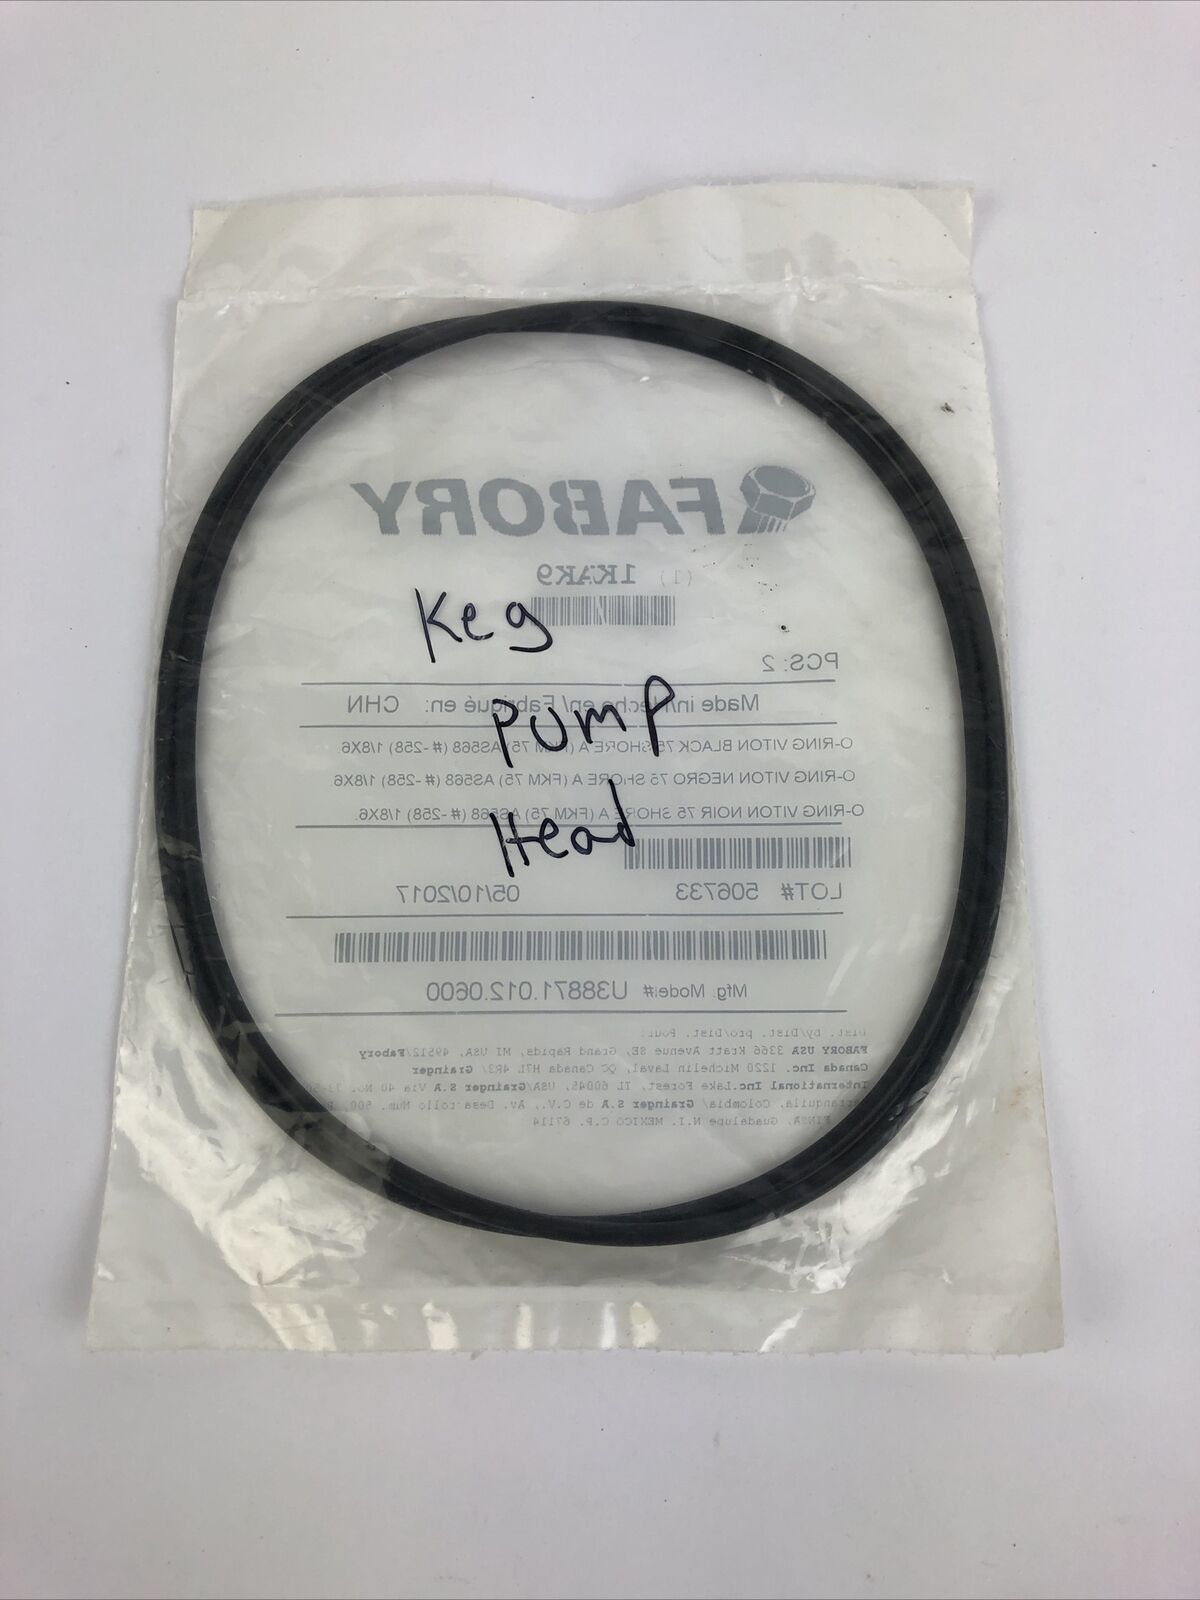 FABORY
(1) 1KAK9
Keg
PCS: 2
Pump
Made in/Hecho en/ Fabriqué en: CHN
O-RING VITON BLACK 75 SHORE A (FKM 75) AS568 (# -258) 1/8X6.
O-RING VITON NEGRO 75 SHORE A (FKM 75) AS568 (# -258) 1/8X6
O-RING VITON NOIR 75 SHORE A (FKM 75) AS568 (# -258) 1/8X6.
Head
LOT# 506733 05/10/2017
Mfg. Model# U38871.012.0600
Dist. by/Dist. pro/Dist. Pour:
FABORY USA 3366 Kraft Avenue SE, Grand Rapids, MI USA, 49512/Fabory
Canada Inc. 1220 Michelin Laval, QC Canada H7L 4R3/ Grainger
International Inc. Lake Forest, IL 60045, USA/Grainger S.A Via 40 No.
Colombia/ Grainger S.A de C.V., Av. Desarrollo Num. 500,
Guadalupe N.I. MEXICO C.P. 67114